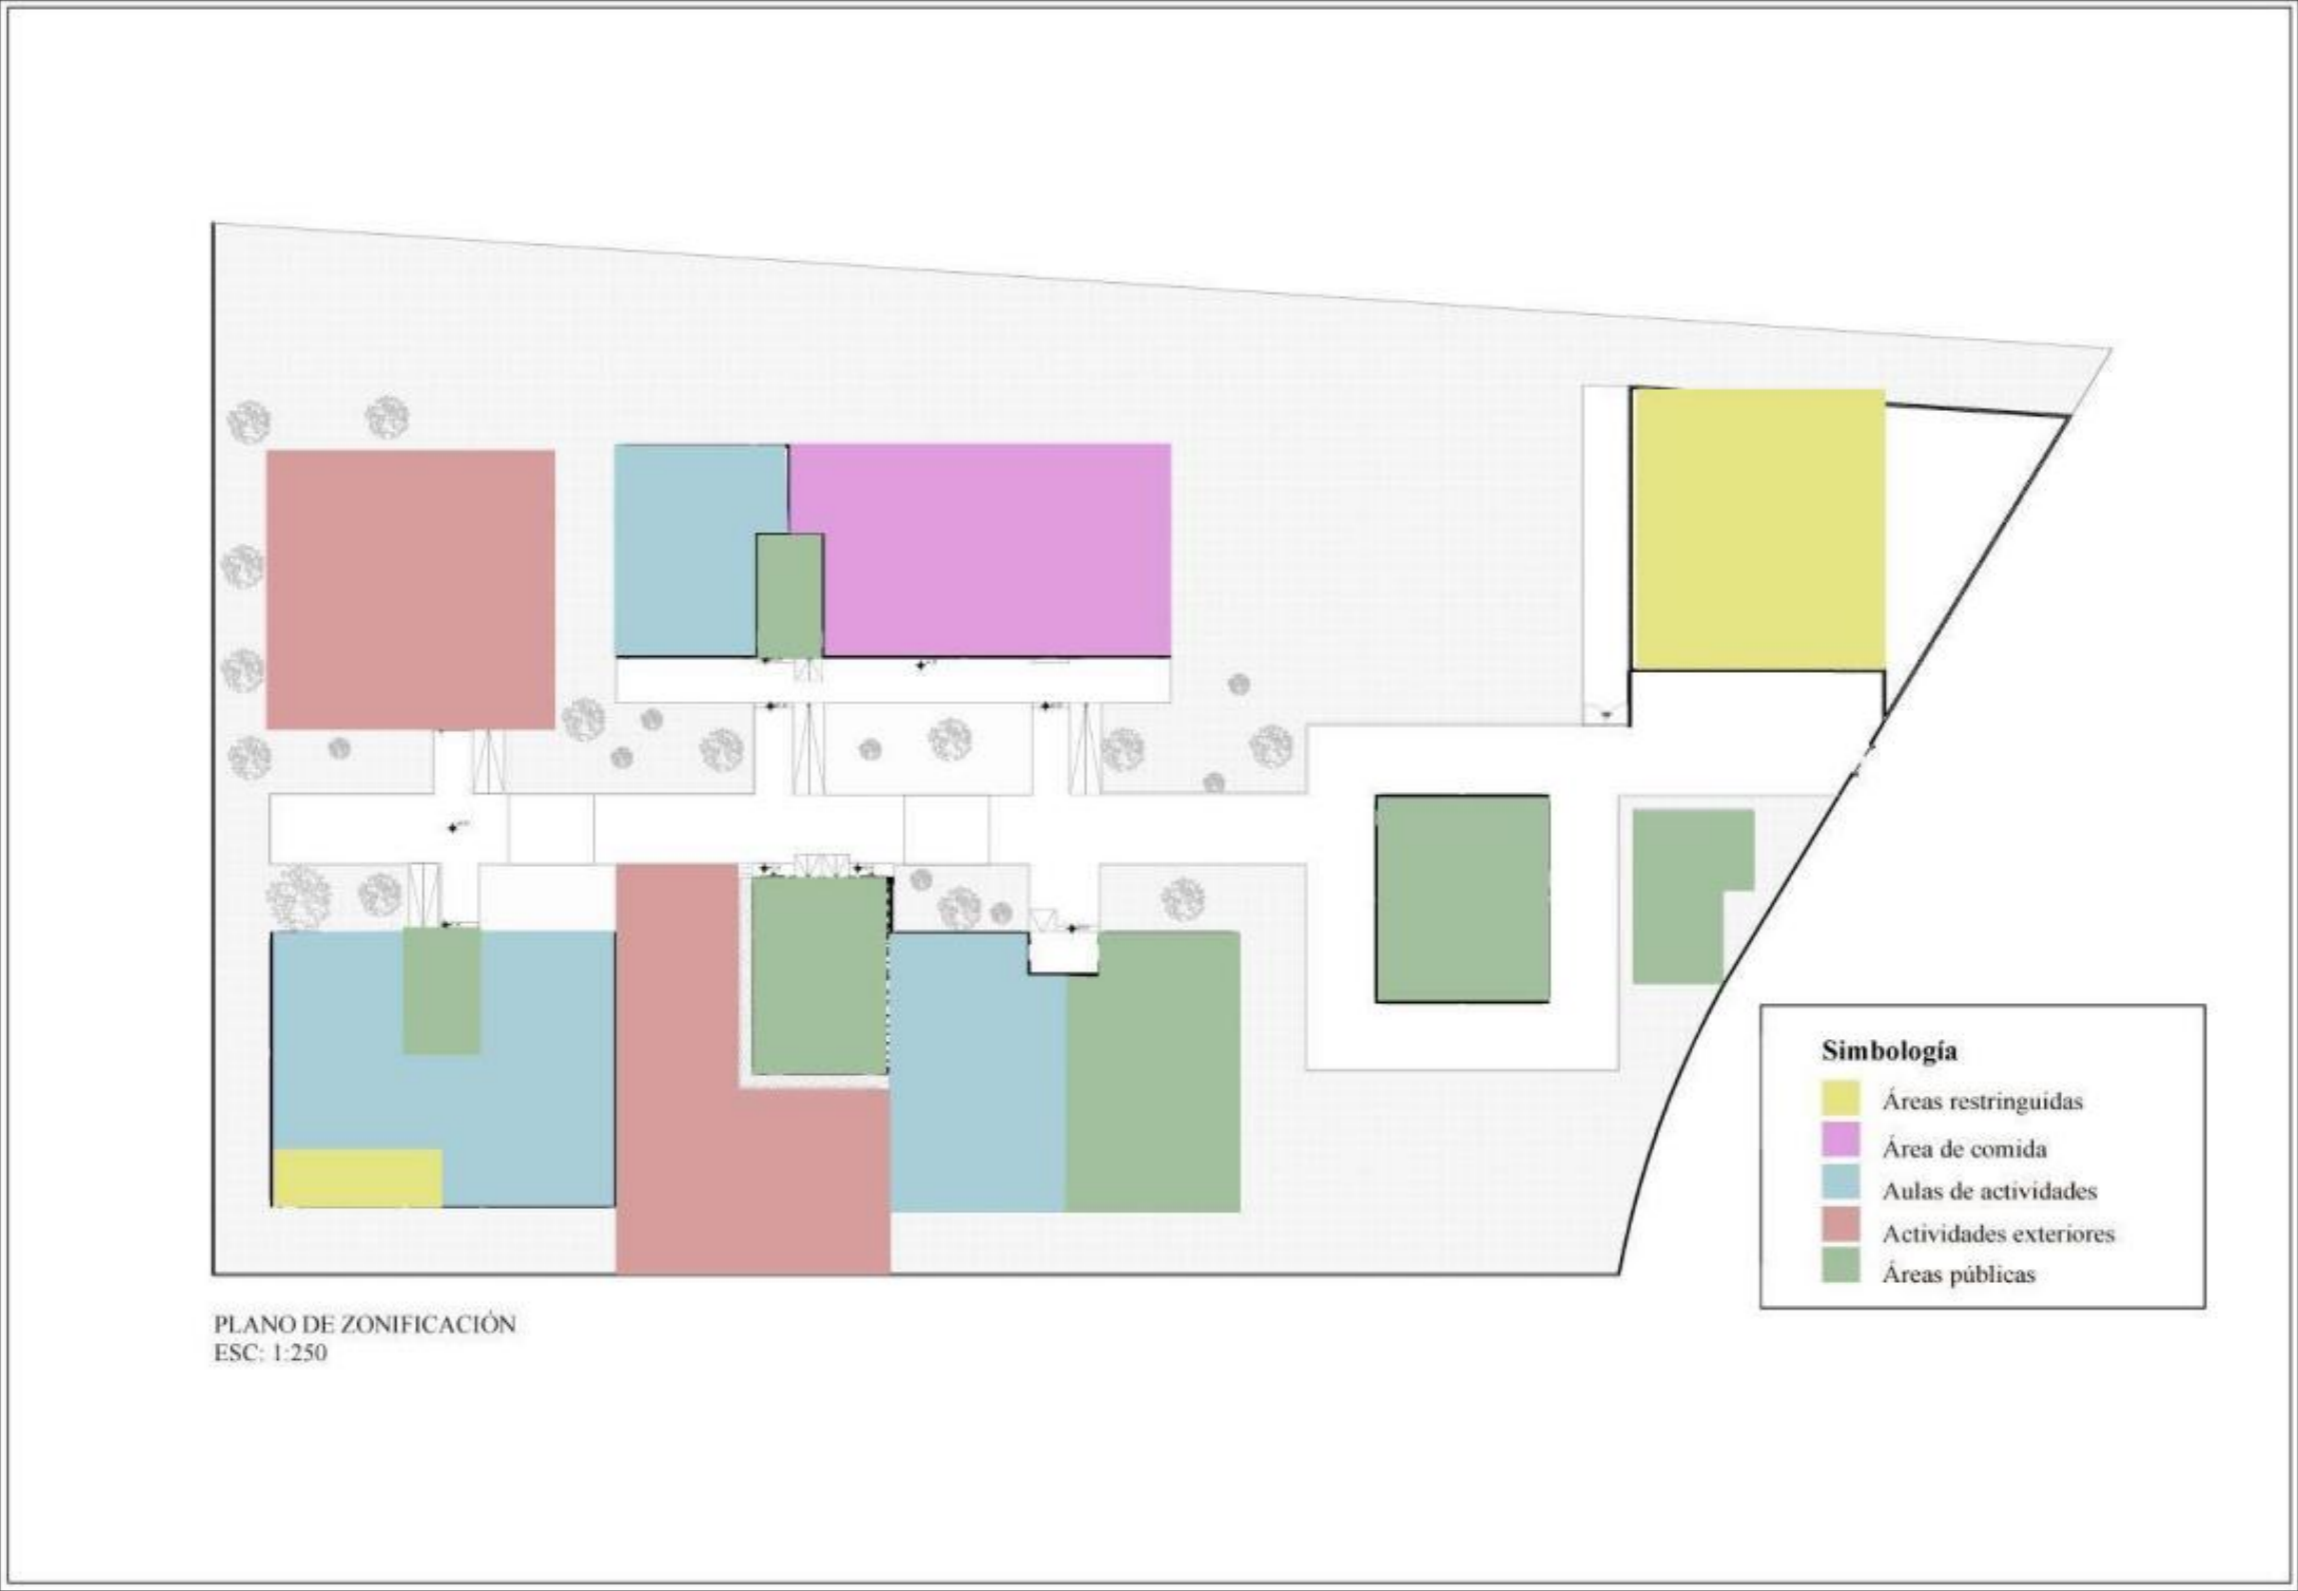 Simbología
Áreas restringuidas
Área de comida
Aulas de actividades
Actividades exteriores
Áreas públicas
PLANO DE ZONIFICACIÓN
ESC: 1:250